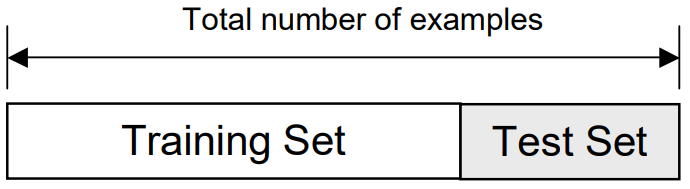 Total number of examples
Training Set
Test Set